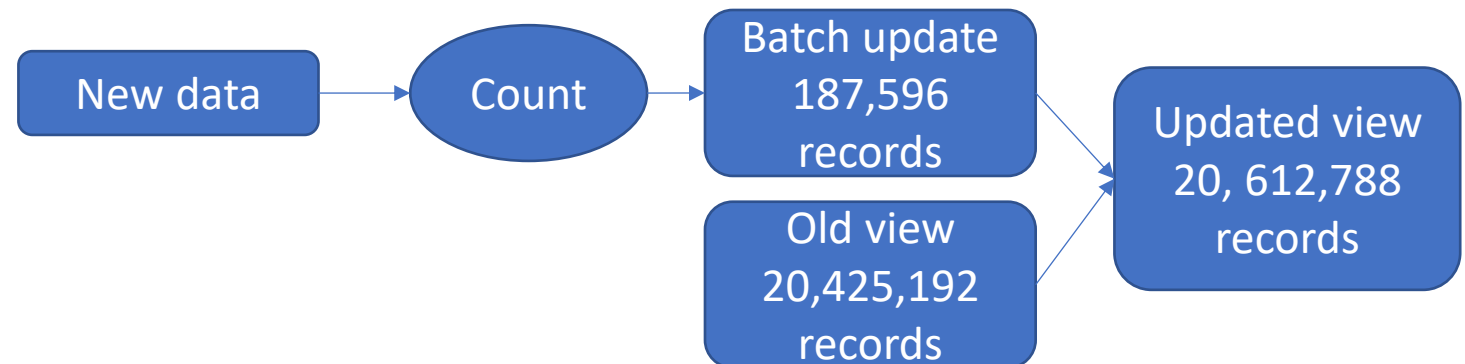 New data
Count
Batch update
187,596
records
Old view
20,425,192
records
Updated view
20, 612,788
records